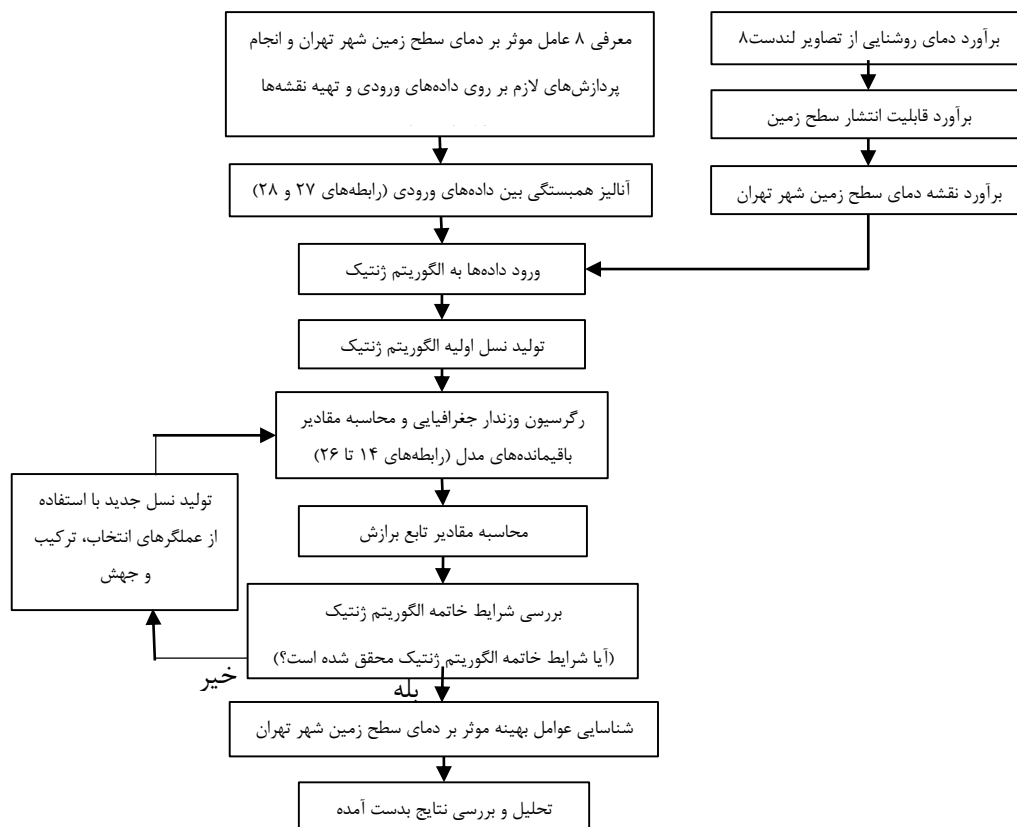 معرفی ۸ عامل موثر بر دمای سطح زمین شهر تهران و انجام
پردازش‌های لازم بر روی داده‌های ورودی و تهیه نقشه‌ها
برآورد دمای روشنایی از تصاویر لندست۸
برآورد قابلیت انتشار سطح زمین
برآورد نقشه دمای سطح زمین شهر تهران
آنالیز همبستگی بین داده‌های ورودی (رابطه‌های ۲۷ و ۲۸)
ورود داده‌ها به الگوریتم ژنتیک
تولید نسل اولیه الگوریتم ژنتیک
رگرسیون وزندار جغرافیایی و محاسبه مقادیر
باقیمانده‌های مدل (رابطه‌های ۱۴ تا ۲۶)
تولید نسل جدید با استفاده
از عملگرهای انتخاب، ترکیب
و جهش
محاسبه مقادیر تابع برازش
بررسی شرایط خاتمه الگوریتم ژنتیک
(آیا شرایط خاتمه الگوریتم ژنتیک محقق شده است؟)
خیر
بله
شناسایی عوامل بهینه موثر بر دمای سطح زمین شهر تهران
تحلیل و بررسی نتایج بدست آمده